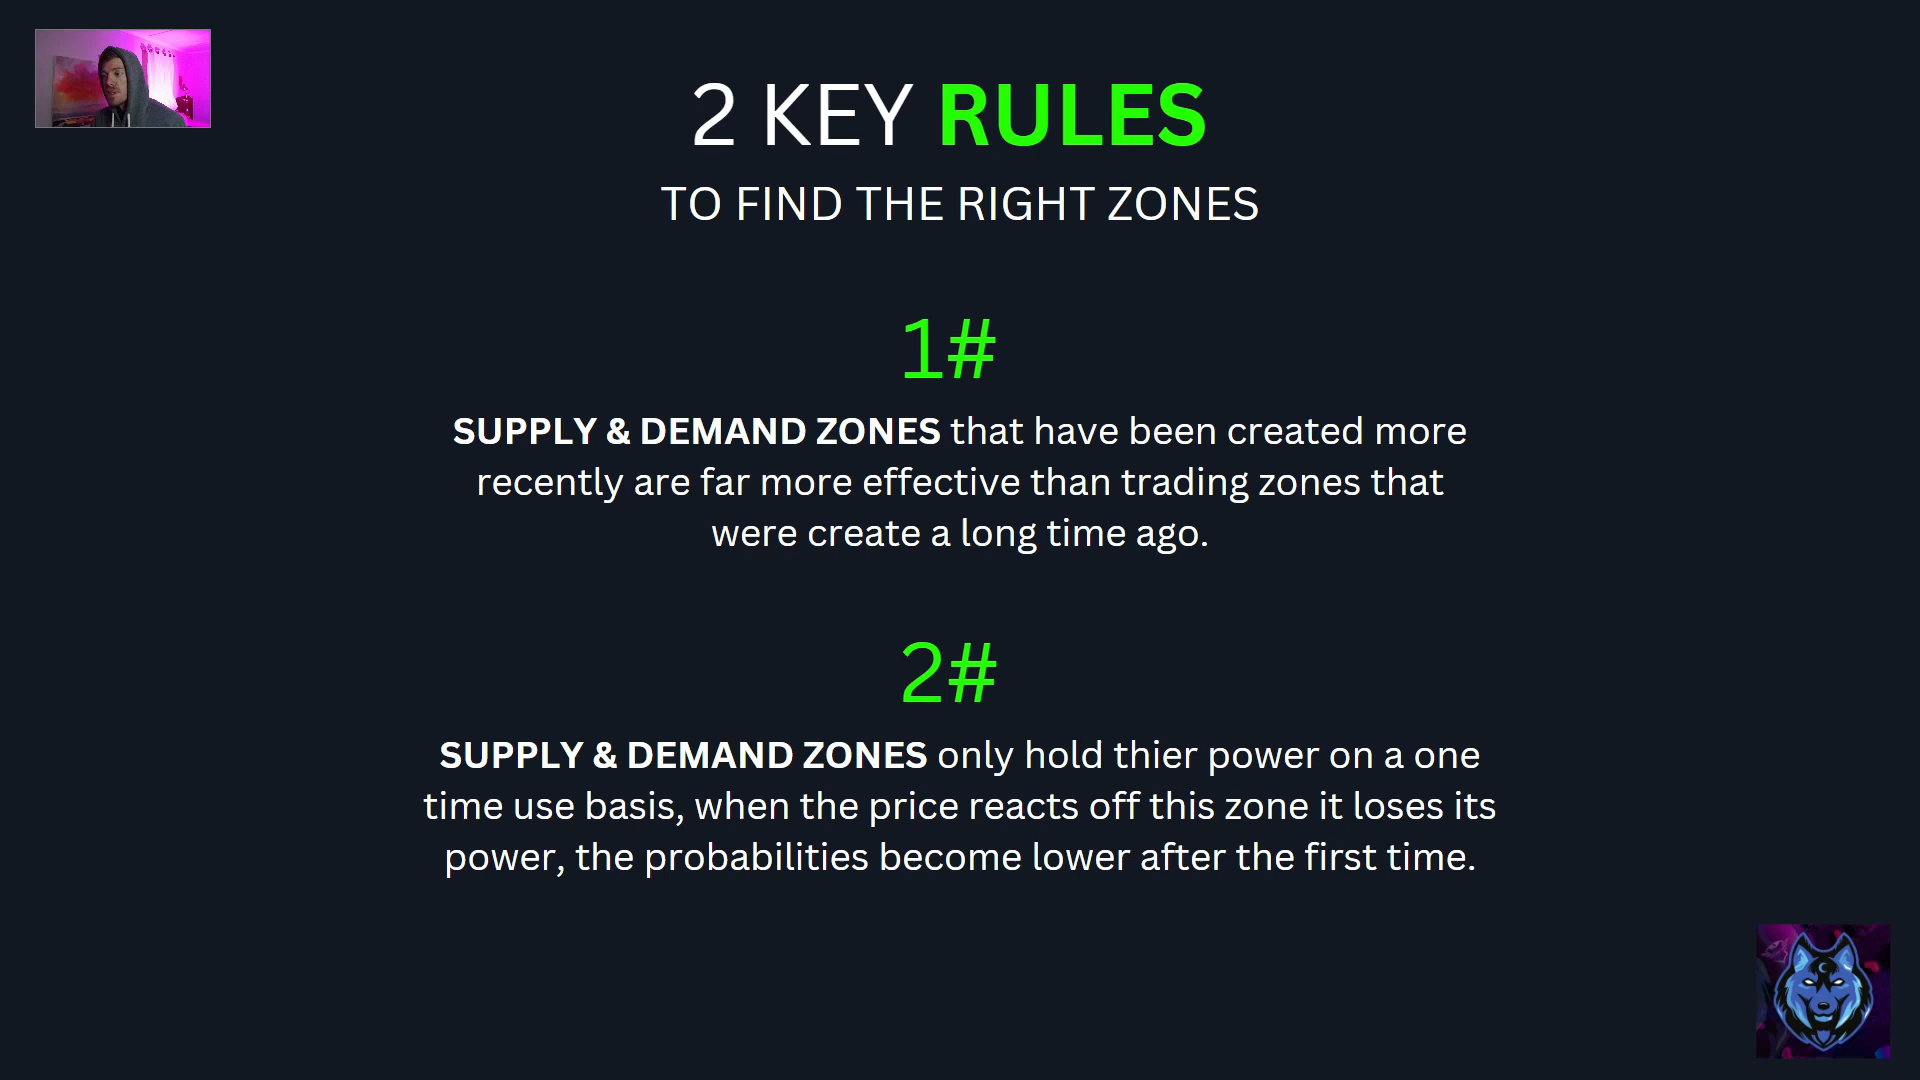 2 KEY RULES
TO FIND THE RIGHT ZONES
1#
SUPPLY & DEMAND ZONES that have been created more
recently are far more effective than trading zones that
were create a long time ago.
2#
SUPPLY & DEMAND ZONES only hold thier power on a one
time use basis, when the price reacts off this zone it loses its
power, the probabilities become lower after the first time.